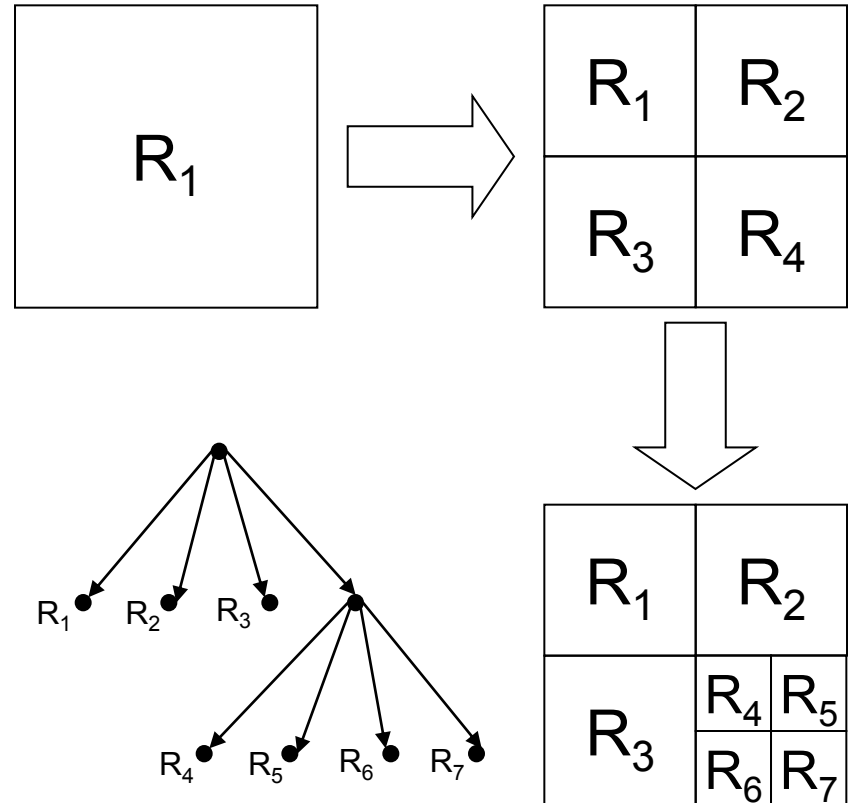 R₁
R₁ R₂
R₃ R₄
R₁ R₂ R₃
R₄ R₅ R₆ R₇
R₁ R₂
R₃
R₄ R₅
R₆ R₇